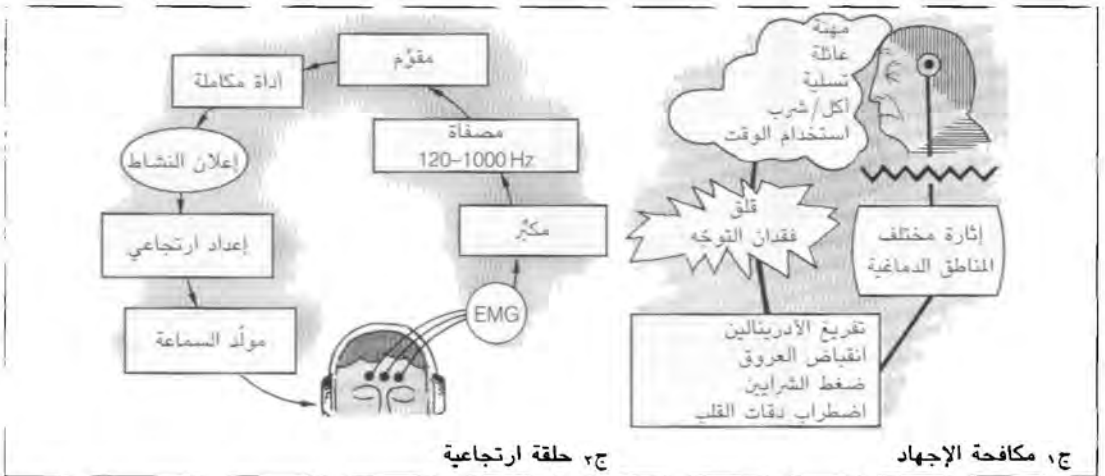 مهنة
عائلة
تسلية
أكل/شرب
استخدام الوقت
قلق
فقدان التوجّه
إثارة مختلف
المناطق الدماغية
تفريغ الأدرينالين
انقباض العروق
ضغط الشرايين
اضطراب دقات القلب
ج١ مكافحة الإجهاد
EMG
مكبّر
مصفاة
120–1000 Hz
مقوّم
أداة مكاملة
إعلان النشاط
إعداد ارتجاعي
مولّد السماعة
ج٢ حلقة ارتجاعية